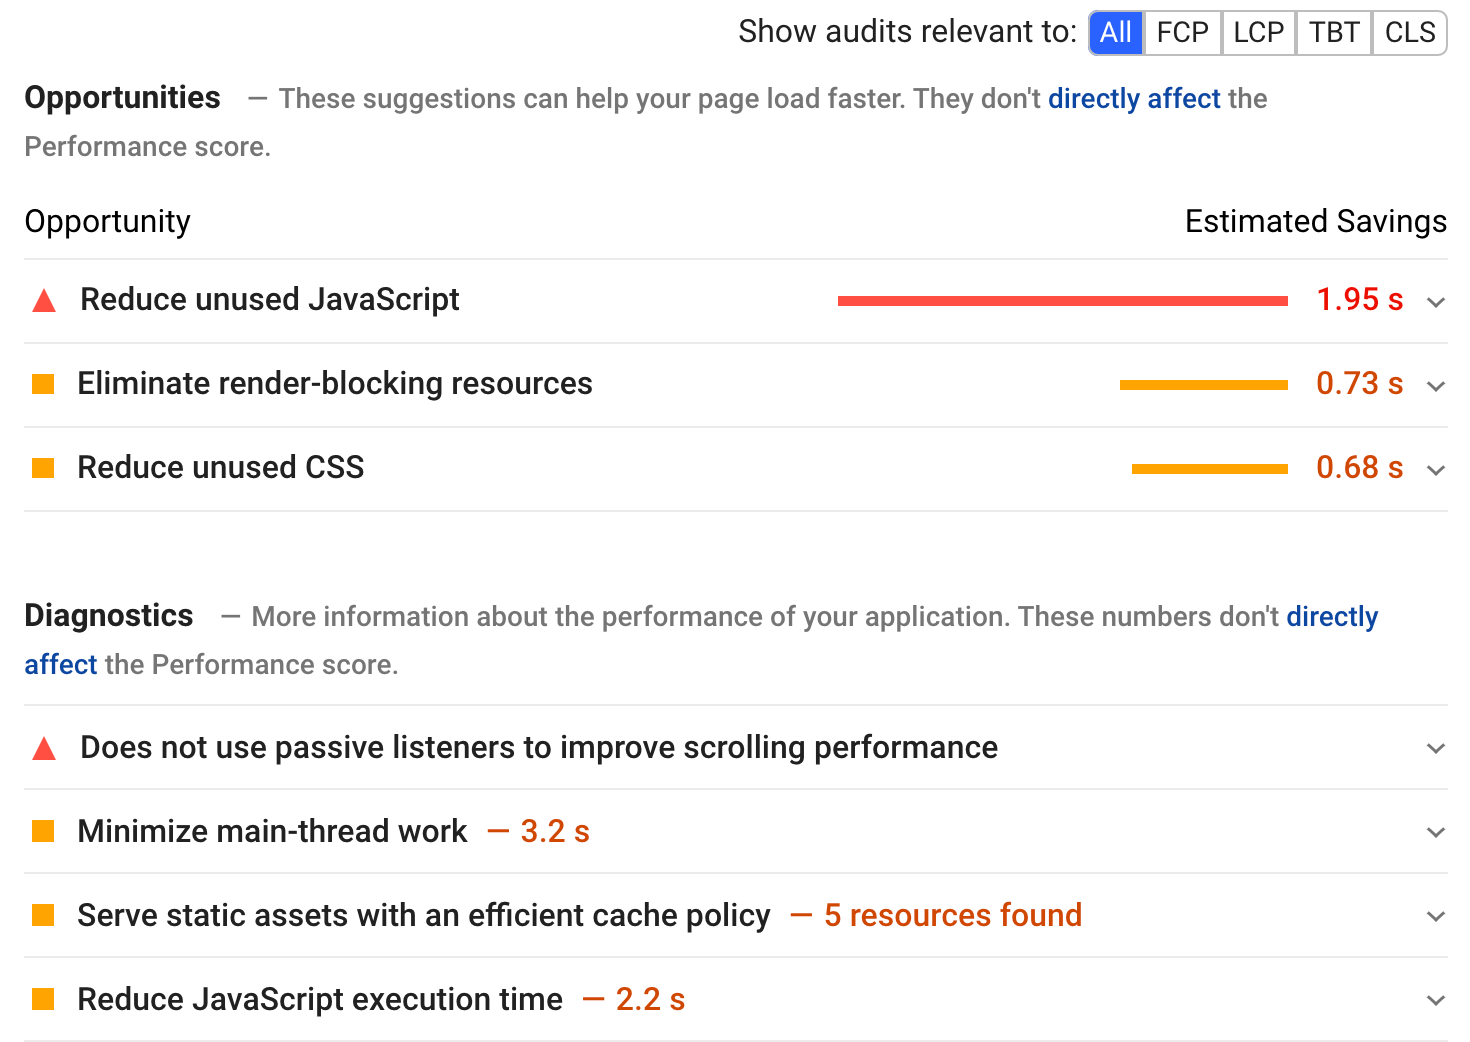 Show audits relevant to: All FCP LCP TBT CLS
Opportunities — These suggestions can help your page load faster. They don't directly affect the
Performance score.
Opportunity Estimated Savings
Reduce unused JavaScript 1.95 s
Eliminate render-blocking resources 0.73 s
Reduce unused CSS 0.68 s
Diagnostics — More information about the performance of your application. These numbers don't directly
affect the Performance score.
Does not use passive listeners to improve scrolling performance
Minimize main-thread work — 3.2 s
Serve static assets with an efficient cache policy — 5 resources found
Reduce JavaScript execution time — 2.2 s